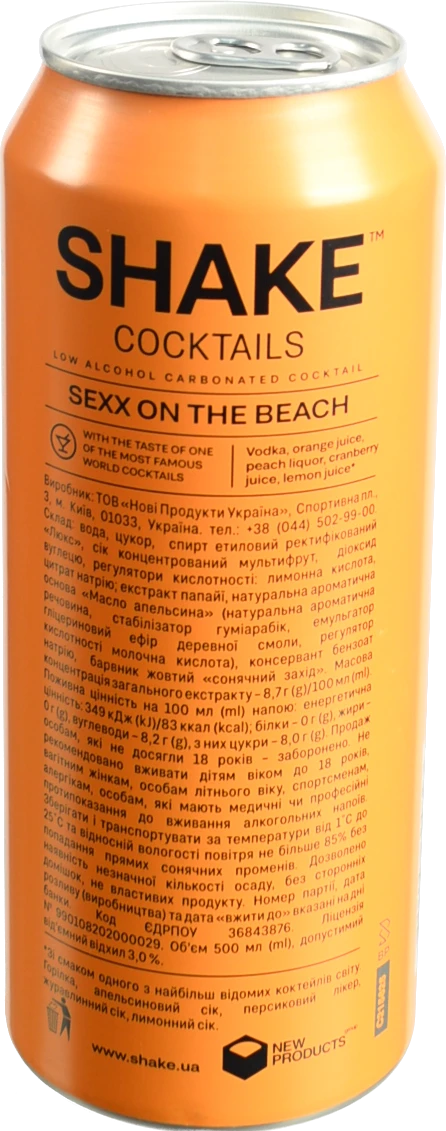 SHAKE™
COCKTAILS
LOW ALCOHOL CARBONATED COCKTAIL
SEXX ON THE BEACH
WITH THE TASTE OF ONE
OF THE MOST FAMOUS
WORLD COCKTAILS
Vodka, orange juice,
peach liquor, cranberry
juice, lemon juice*
Виробник: ТОВ «Нові Продукти Україна», Спортивна пл.,
3, м. Київ, 01033, Україна. тел.: +38 (044) 502-99-00.
Склад: вода, цукор, спирт етиловий ректифікований
«Люкс», сік концентрований мультифрут, діоксид
вуглецю, регулятори кислотності: лимонна кислота,
цитрат натрію; екстракт папайї, натуральна ароматична
основа «Масло апельсина» (натуральна ароматична
речовина, стабілізатор гуміарабік, емульгатор
гліцериновий ефір деревної смоли, регулятор
кислотності молочна кислота), консервант бензоат
натрію, барвник жовтий «сонячний захід». Масова
концентрація загального екстракту – 8,7 г (g)/100 мл (ml).
Поживна цінність на 100 мл (ml) напою: енергетична
цінність: 349 кДж (kJ)/83 ккал (kcal); білки – 0 г (g), жири –
0 г (g), вуглеводи – 8,2 г (g), з них цукри – 8,0 г (g). Продаж
особам, які не досягли 18 років – заборонено. Не
рекомендовано вживати дітям віком до 18 років,
вагітним жінкам, особам літнього віку, спортсменам,
алергікам, особам, які мають медичні чи професійні
протипоказання до вживання алкогольних напоїв.
Зберігати і транспортувати за температури від 1˚С до
25˚С та відносній вологості повітря не більше 85% без
попадання прямих сонячних променів. Дозволено
наявність незначної кількості осаду, без сторонніх
домішок, не властивих продукту. Номер партії, дата
розливу (виробництва) та дата «вжити до» вказані на дні
банки. Код ЄДРПОУ 36843876. Ліцензія
№ 990108202000029. Об'єм 500 мл (ml), допустимий
від'ємний відхил 3,0 %.
*Зі смаком одного з найбільш відомих коктейлів світу
Горілка, апельсиновий сік, персиковий лікер,
журавлинний сік, лимонний сік.
www.shake.ua
NEW
PRODUCTS